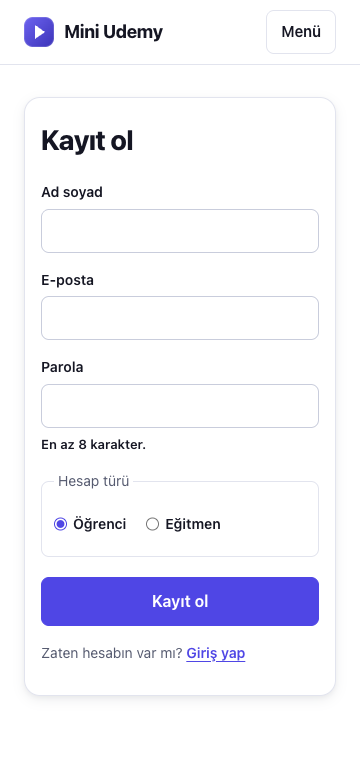 Mini Udemy
Menü
Kayıt ol
Ad soyad
E-posta
Parola
En az 8 karakter.
Hesap türü
Öğrenci
Eğitmen
Kayıt ol
Zaten hesabın var mı? Giriş yap